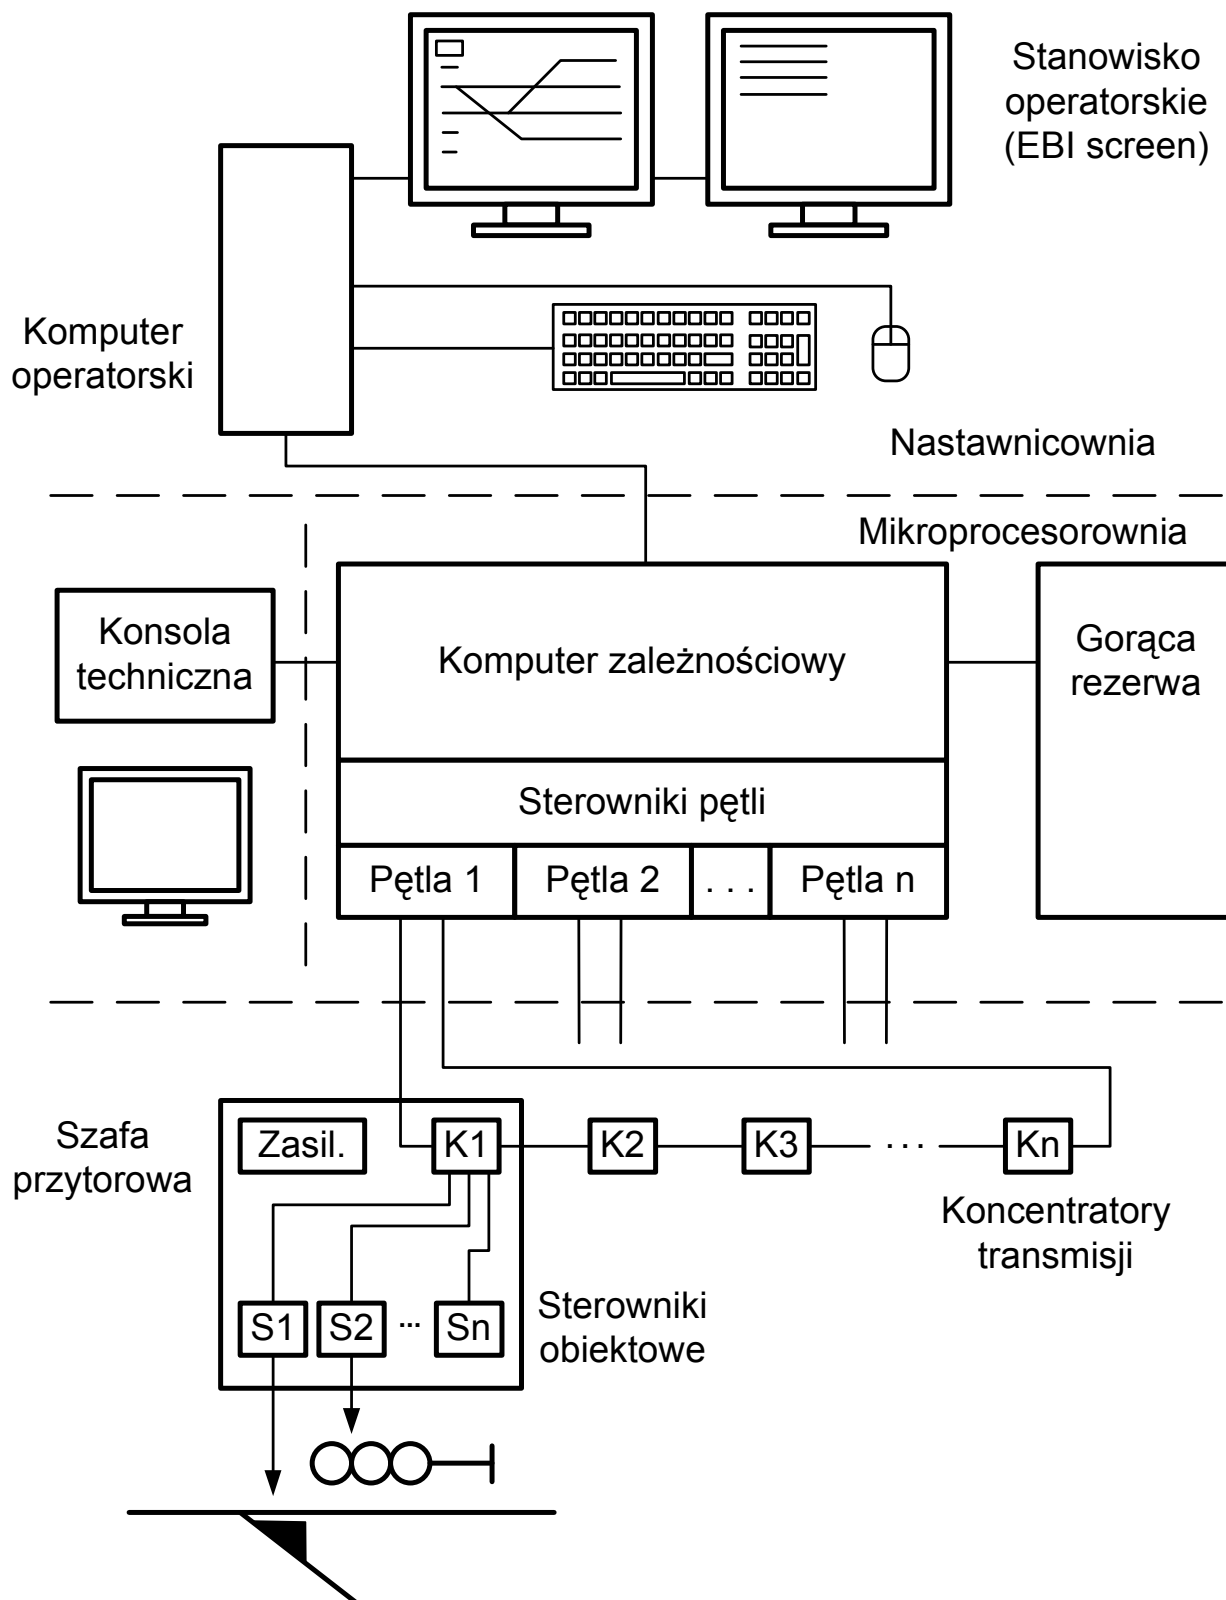 Stanowisko
operatorskie
(EBI screen)
Komputer
operatorski
Nastawnicownia
Mikroprocesorownia
Konsola
techniczna
Komputer zależnościowy
Gorąca
rezerwa
Sterowniki pętli
Pętla 1
Pętla 2
. . .
Pętla n
Szafa
przytorowa
Zasil.
K1
K2
K3
. . .
Kn
Koncentratory
transmisji
S1
S2
...
Sn
Sterowniki
obiektowe